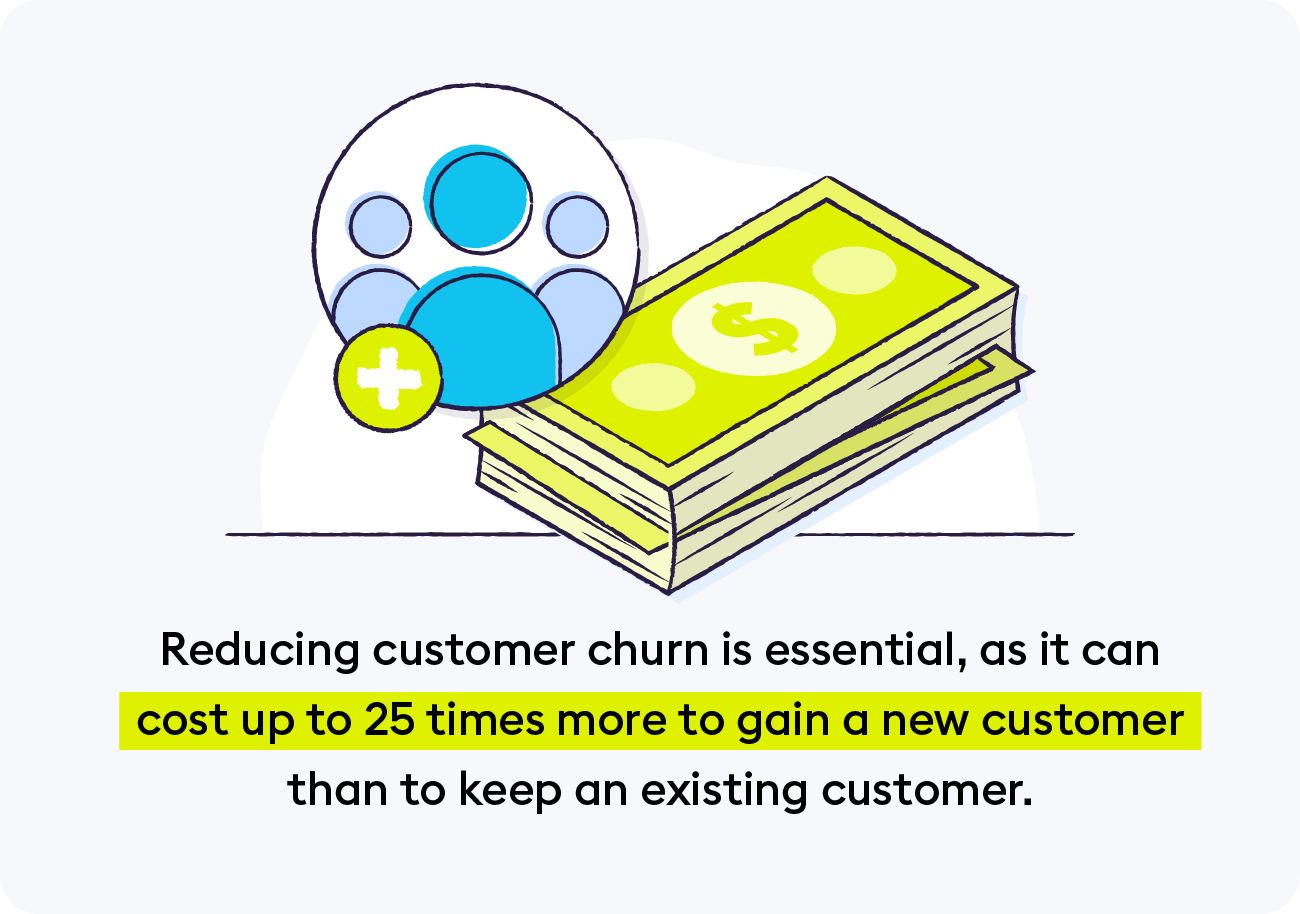 Reducing customer churn is essential, as it can
cost up to 25 times more to gain a new customer
than to keep an existing customer.
$